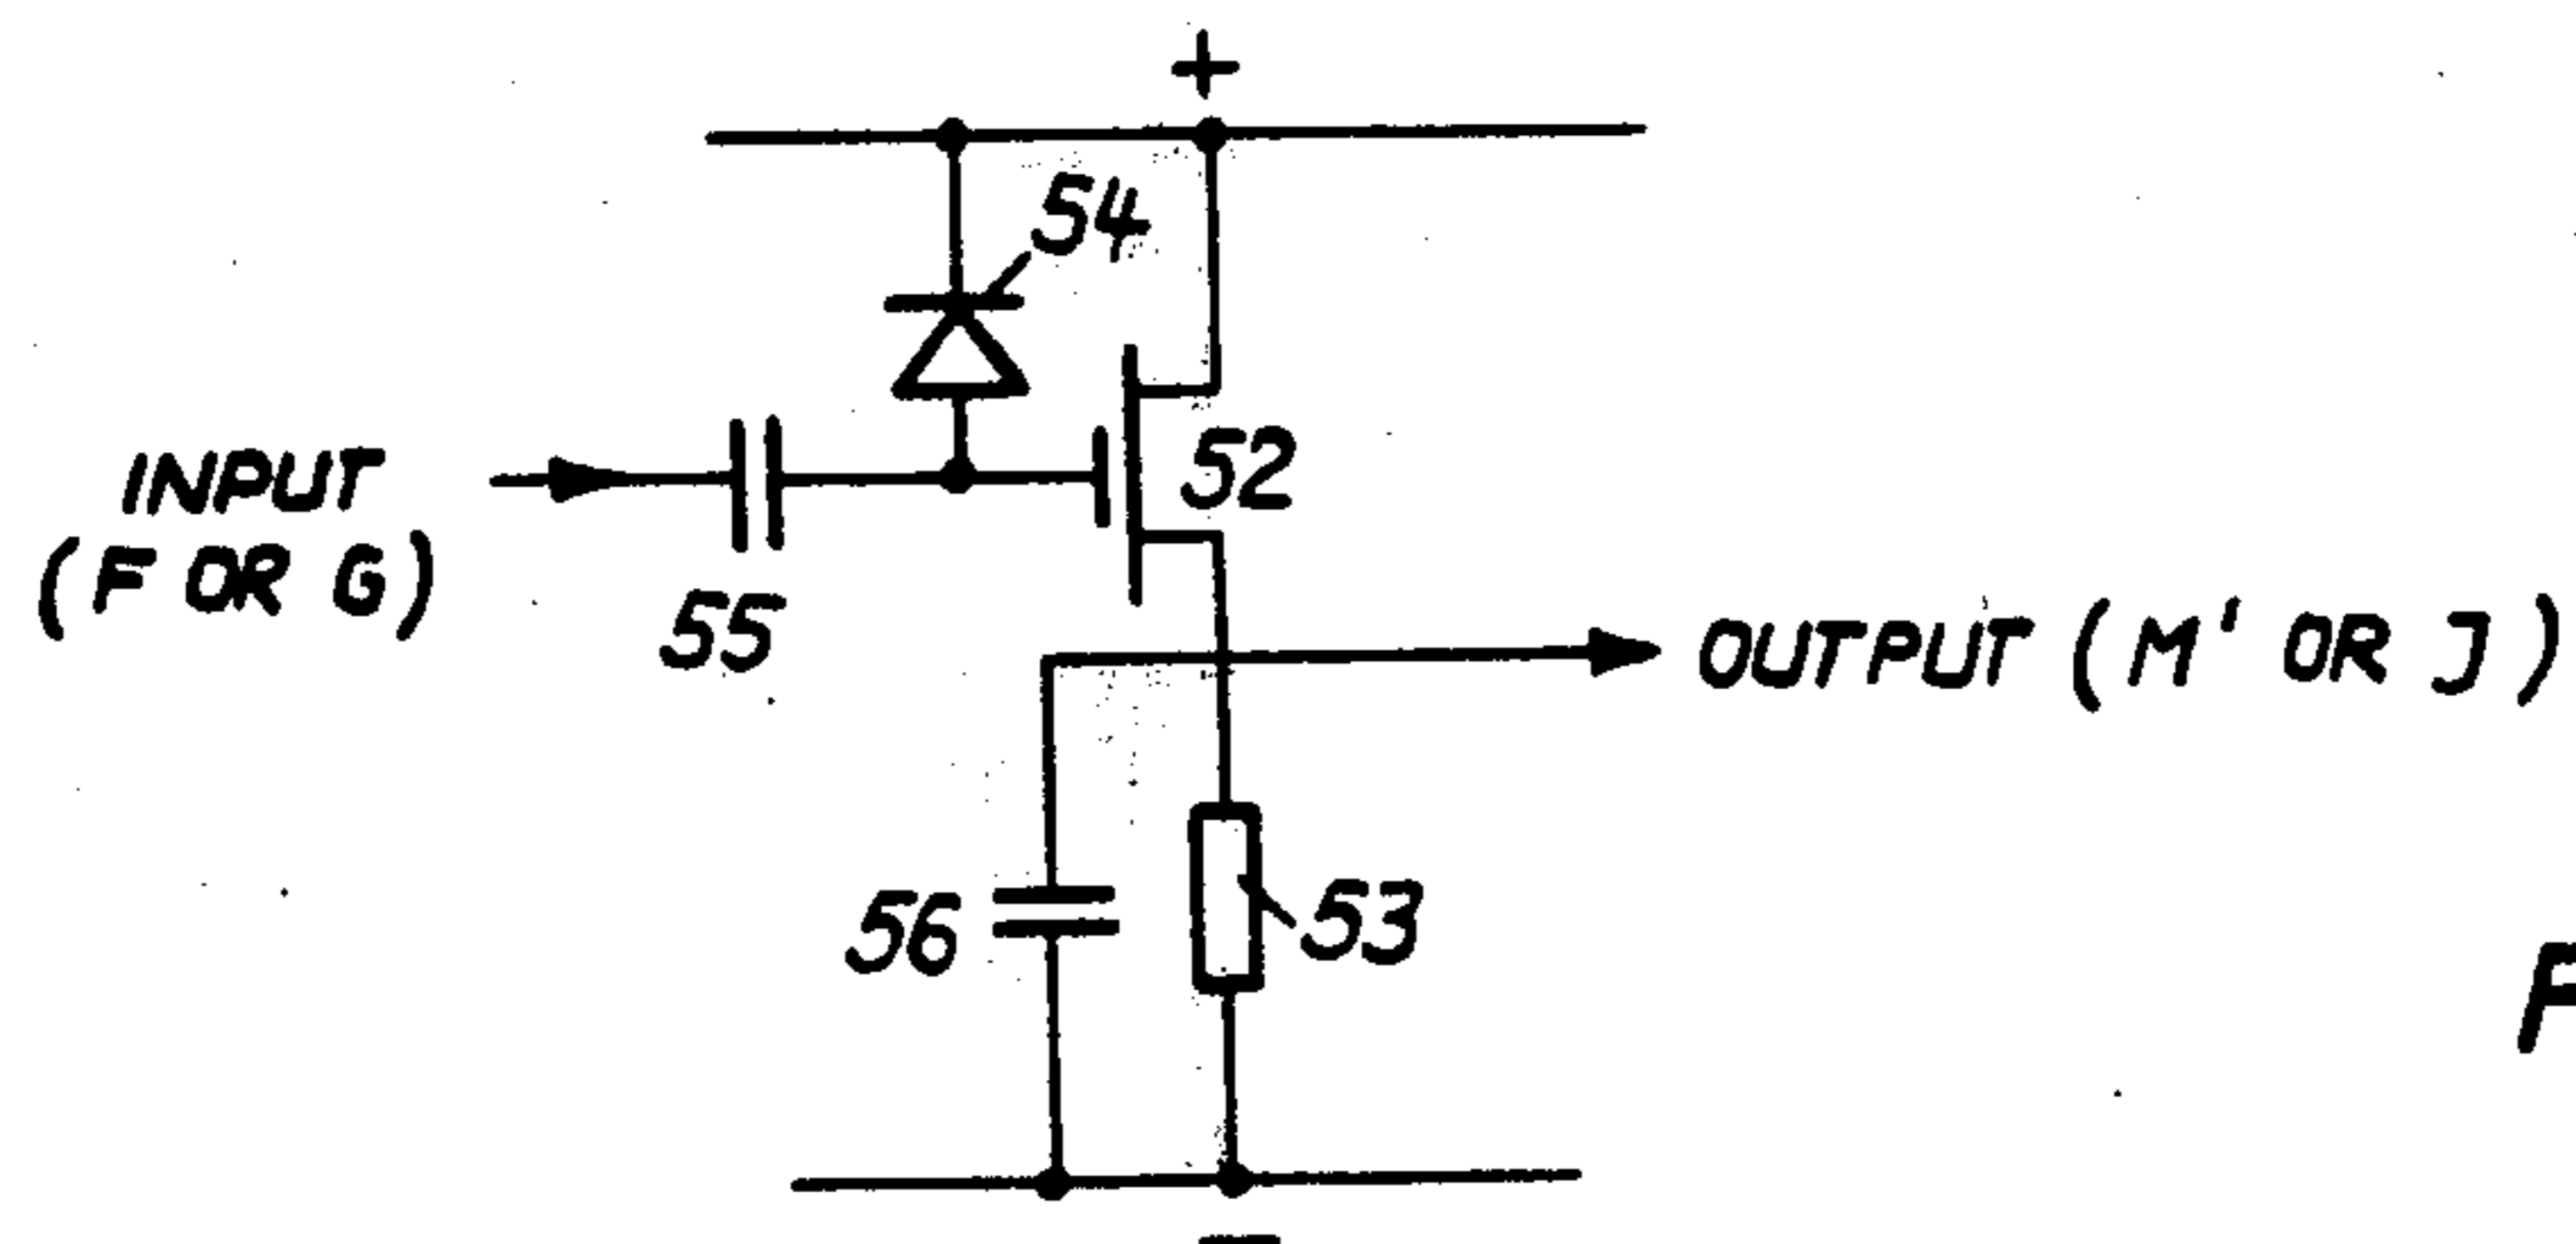 +
54
52
INPUT
(F OR G)
55
OUTPUT (M' OR J)
56
53
F
−